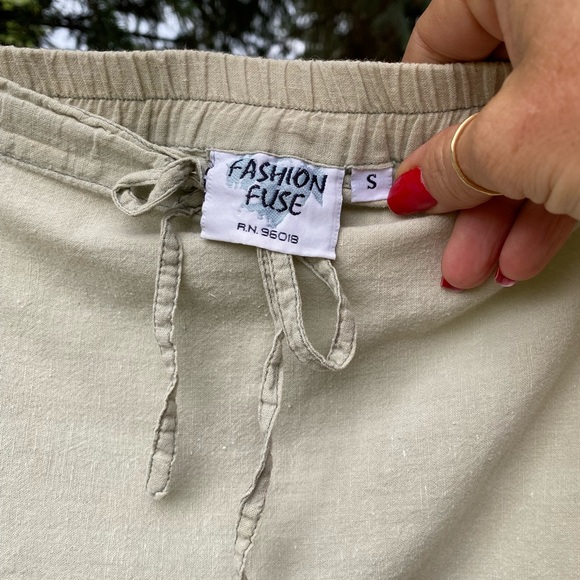 FASHION
FUSE
R.N. 96018
S